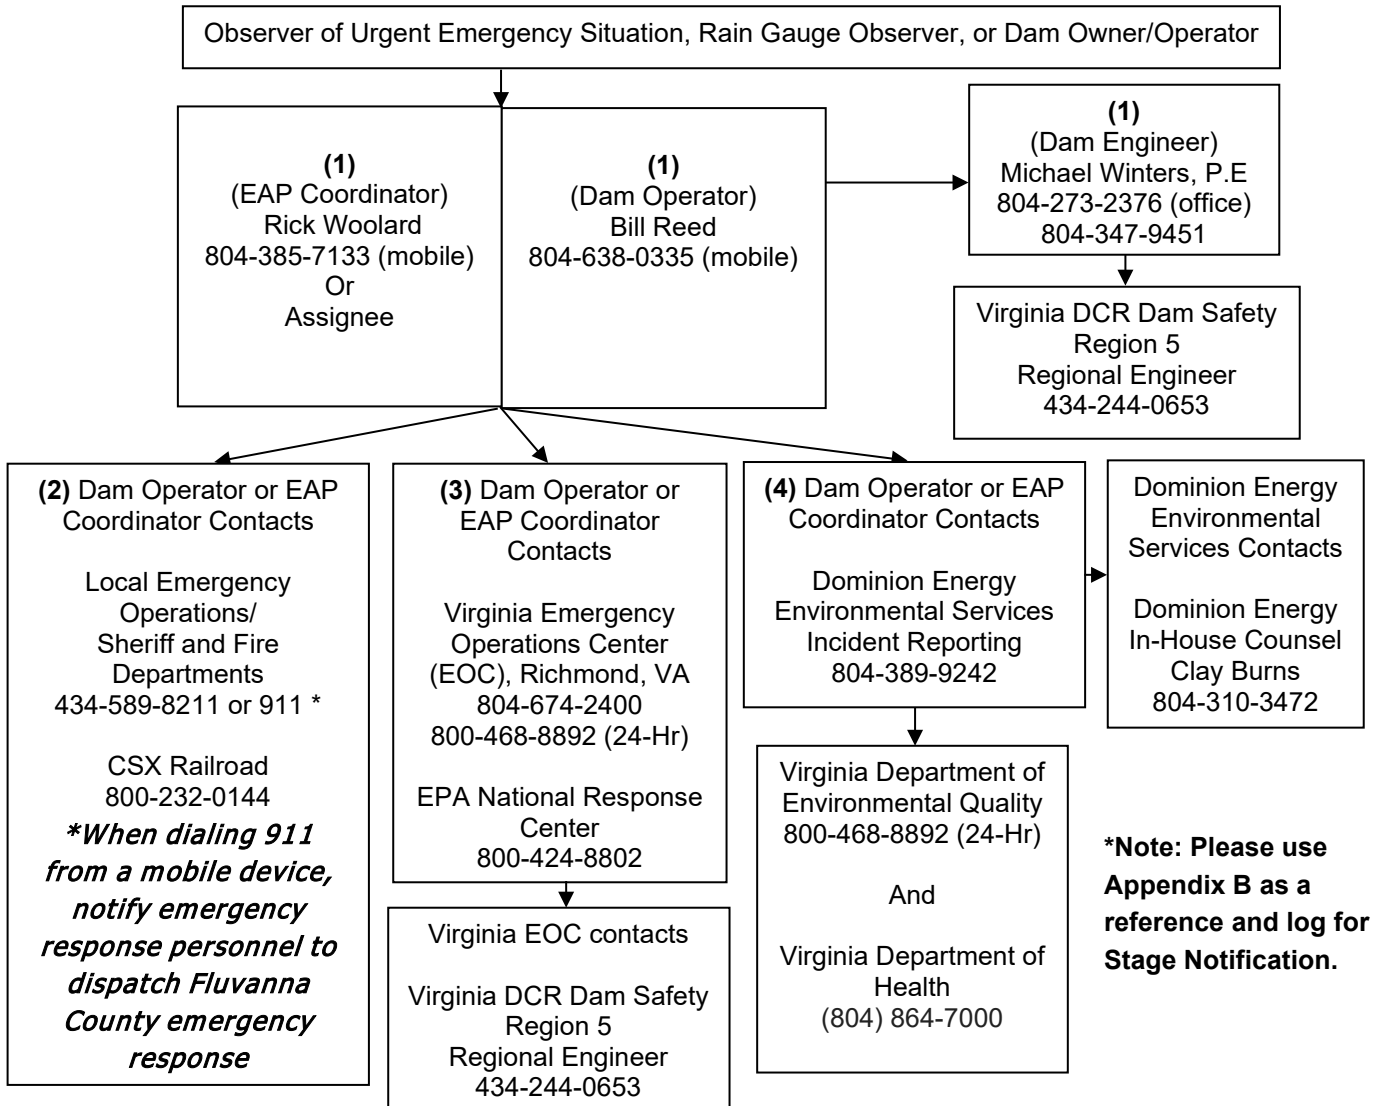 Observer of Urgent Emergency Situation, Rain Gauge Observer, or Dam Owner/Operator
(1)
(EAP Coordinator)
Rick Woolard
804-385-7133 (mobile)
Or
Assignee
(1)
(Dam Operator)
Bill Reed
804-638-0335 (mobile)
(1)
(Dam Engineer)
Michael Winters, P.E
804-273-2376 (office)
804-347-9451
Virginia DCR Dam Safety
Region 5
Regional Engineer
434-244-0653
(2) Dam Operator or EAP
Coordinator Contacts
Local Emergency
Operations/
Sheriff and Fire
Departments
434-589-8211 or 911 *
CSX Railroad
800-232-0144
*When dialing 911
from a mobile device,
notify emergency
response personnel to
dispatch Fluvanna
County emergency
response
(3) Dam Operator or
EAP Coordinator
Contacts
Virginia Emergency
Operations Center
(EOC), Richmond, VA
804-674-2400
800-468-8892 (24-Hr)
EPA National Response
Center
800-424-8802
Virginia EOC contacts
Virginia DCR Dam Safety
Region 5
Regional Engineer
434-244-0653
(4) Dam Operator or EAP
Coordinator Contacts
Dominion Energy
Environmental Services
Incident Reporting
804-389-9242
Virginia Department of
Environmental Quality
800-468-8892 (24-Hr)
And
Virginia Department of
Health
(804) 864-7000
Dominion Energy
Environmental
Services Contacts
Dominion Energy
In-House Counsel
Clay Burns
804-310-3472
*Note: Please use
Appendix B as a
reference and log for
Stage Notification.